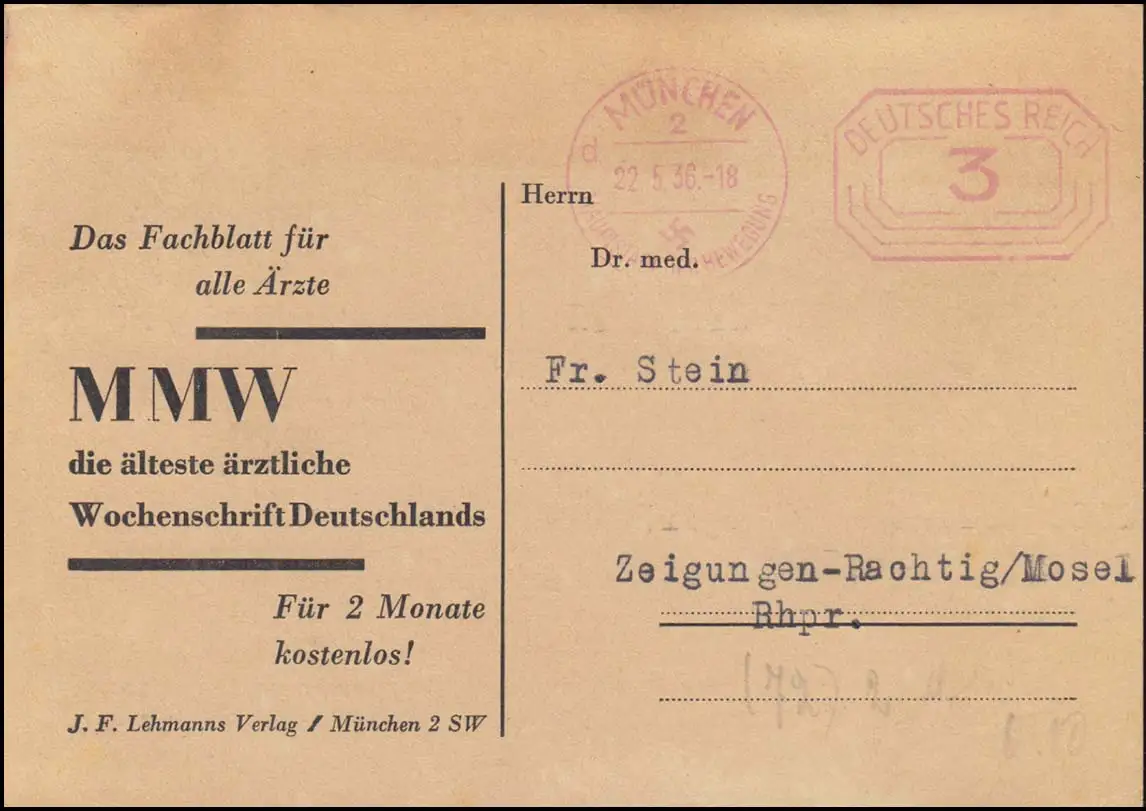 Das Fachblatt für
alle Ärzte
MMW
die älteste ärztliche
Wochenschrift Deutschlands
Für 2 Monate
kostenlos!
J. F. Lehmanns Verlag / München 2 SW
MÜNCHEN
2
d
22.5.36.-18
BEWEGUNG
DEUTSCHES REICH
3
Herrn
Dr. med.
Fr. Stein
Zeigungen-Rachtig/Mosel
Rhpr.